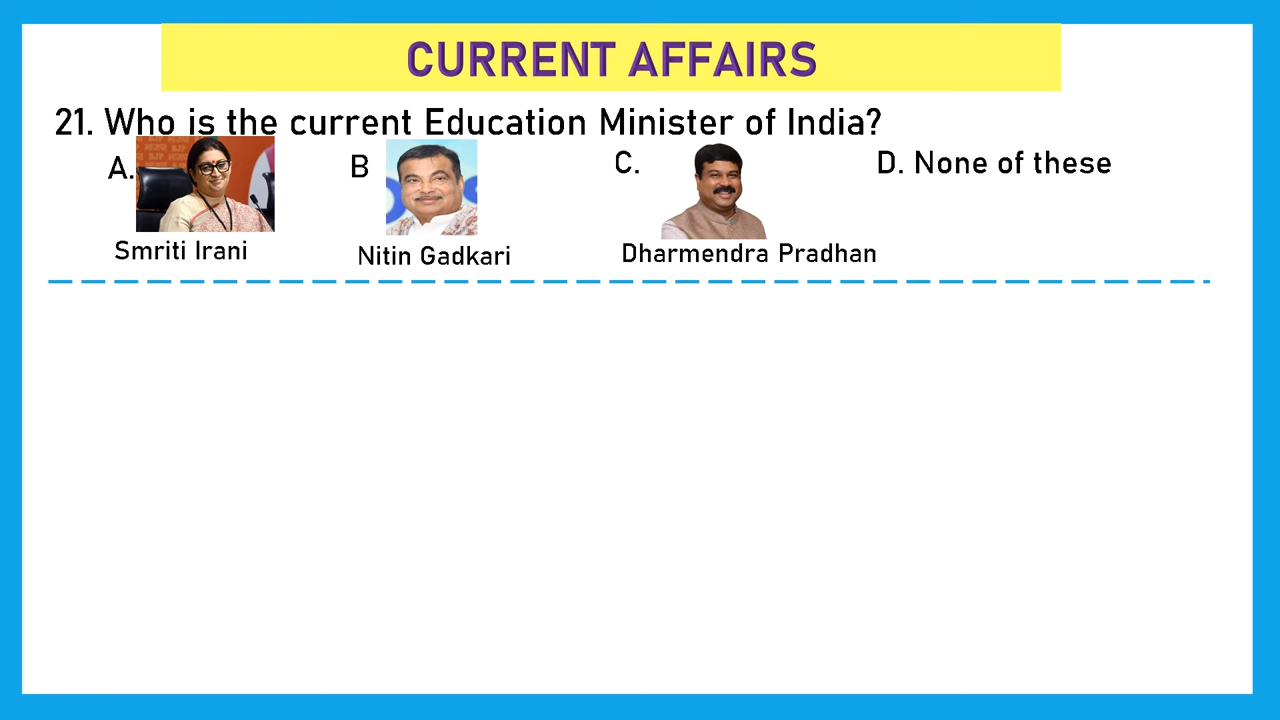 CURRENT AFFAIRS
21. Who is the current Education Minister of India?
A. B C. D. None of these
Smriti Irani Nitin Gadkari Dharmendra Pradhan